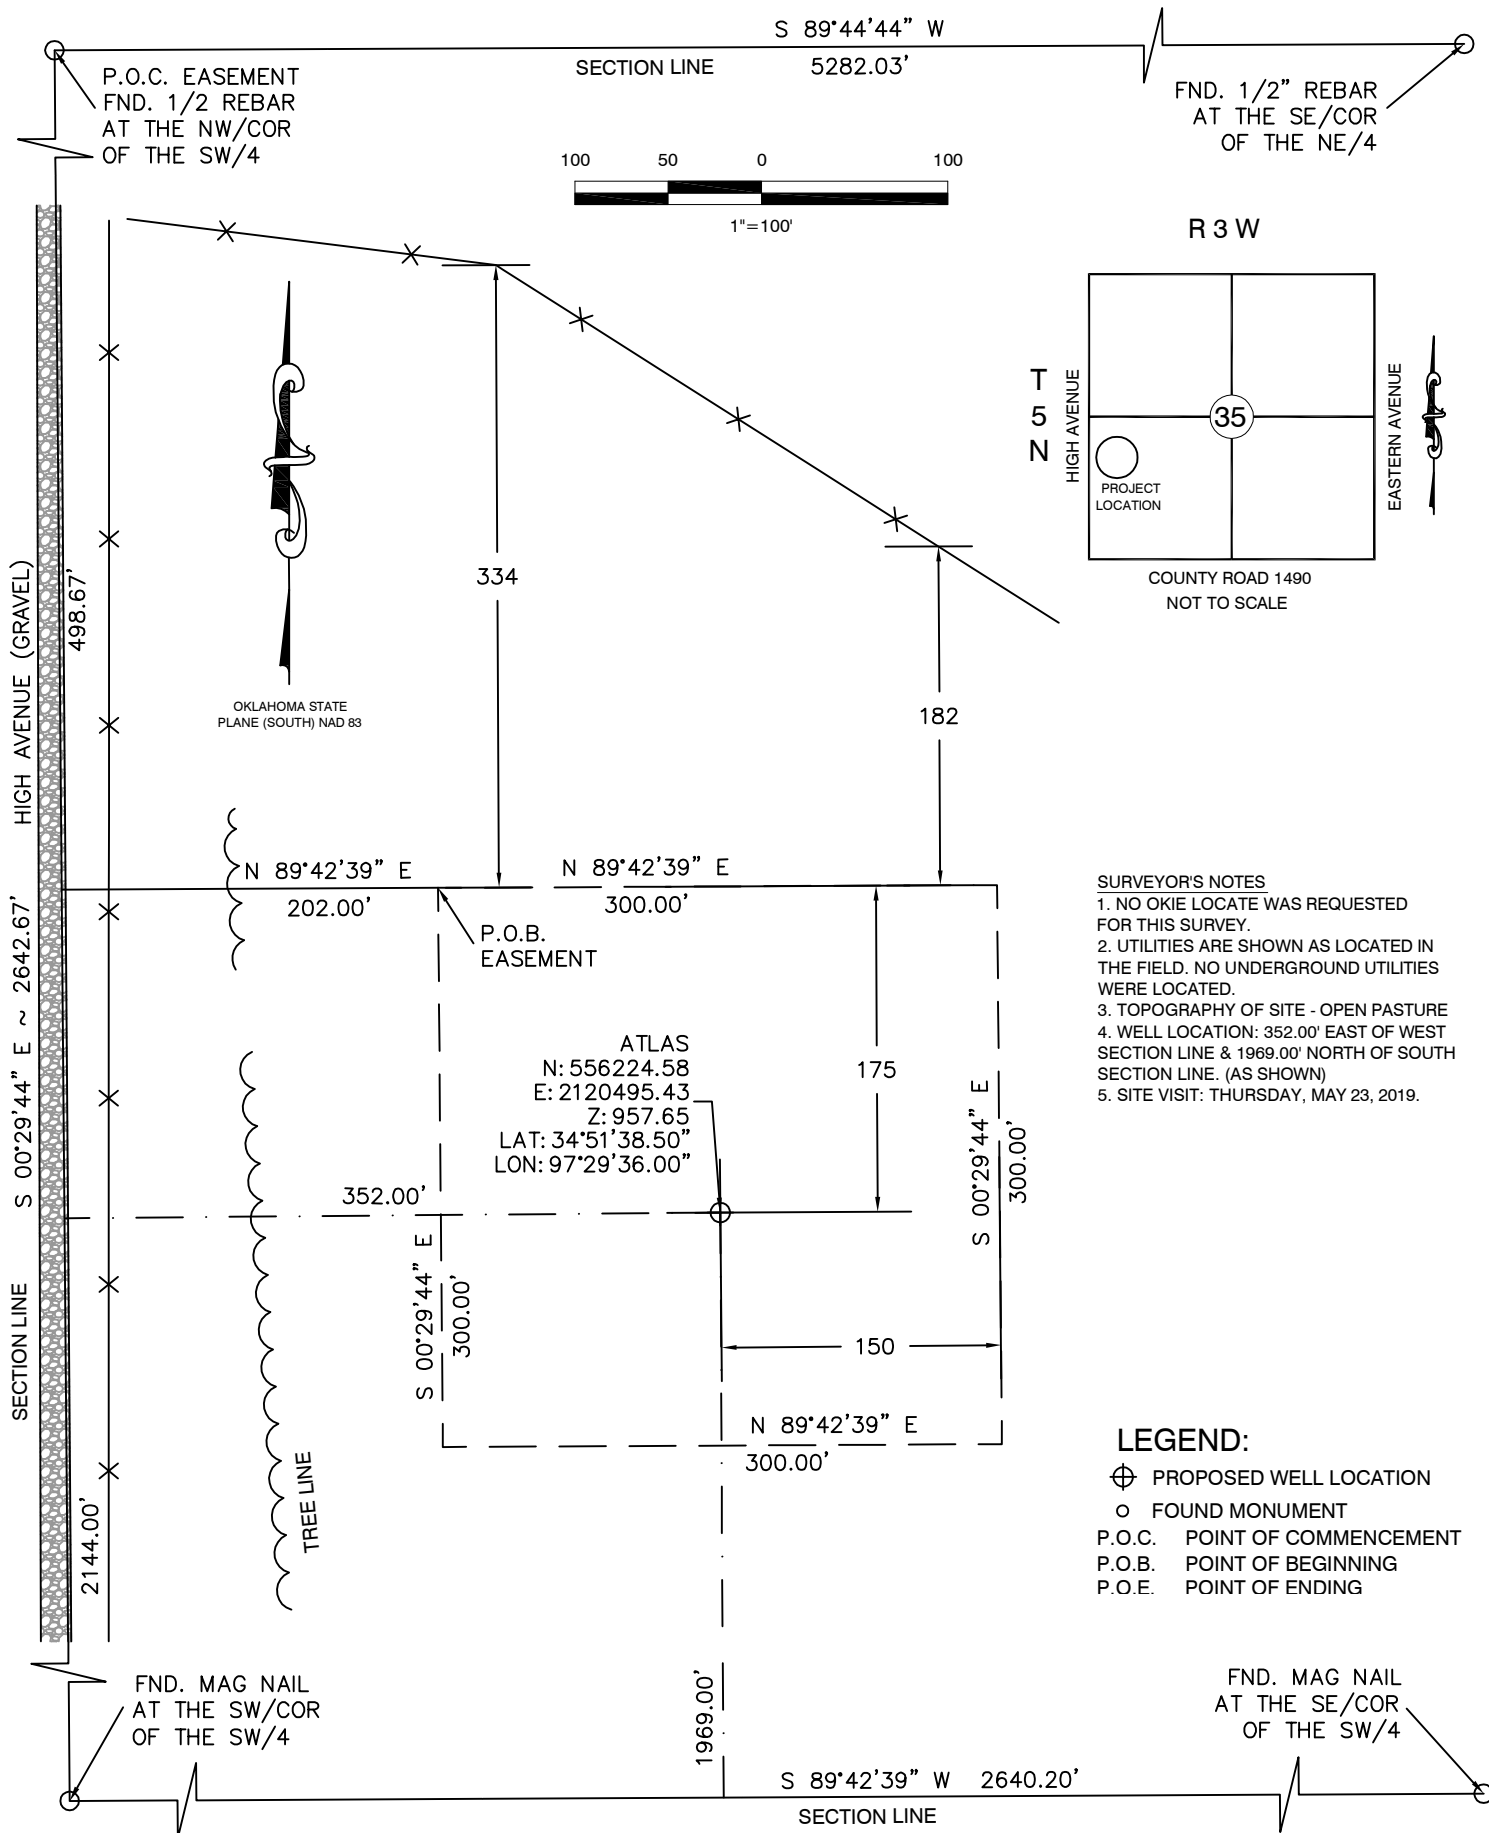 S 89°44'44" W
SECTION LINE
5282.03'
P.O.C. EASEMENT
FND. 1/2 REBAR
AT THE NW/COR
OF THE SW/4
FND. 1/2" REBAR
AT THE SE/COR
OF THE NE/4
100 50 0 100
1"=100'
R 3 W
T
5
N
HIGH AVENUE
35
EASTERN AVENUE
PROJECT
LOCATION
COUNTY ROAD 1490
NOT TO SCALE
334
182
498.67'
HIGH AVENUE (GRAVEL)
S 00°29'44" E ~ 2642.67'
SECTION LINE
2144.00'
OKLAHOMA STATE
PLANE (SOUTH) NAD 83
N 89°42'39" E
202.00'
N 89°42'39" E
300.00'
P.O.B.
EASEMENT
ATLAS
N: 556224.58
E: 2120495.43
Z: 957.65
LAT: 34°51'38.50"
LON: 97°29'36.00"
175
S 00°29'44" E
300.00'
352.00'
S 00°29'44" E
300.00'
150
N 89°42'39" E
300.00'
TREE LINE
1969.00'
SURVEYOR'S NOTES
1. NO OKIE LOCATE WAS REQUESTED
FOR THIS SURVEY.
2. UTILITIES ARE SHOWN AS LOCATED IN
THE FIELD. NO UNDERGROUND UTILITIES
WERE LOCATED.
3. TOPOGRAPHY OF SITE - OPEN PASTURE
4. WELL LOCATION: 352.00' EAST OF WEST
SECTION LINE & 1969.00' NORTH OF SOUTH
SECTION LINE. (AS SHOWN)
5. SITE VISIT: THURSDAY, MAY 23, 2019.
LEGEND:
PROPOSED WELL LOCATION
FOUND MONUMENT
P.O.C. POINT OF COMMENCEMENT
P.O.B. POINT OF BEGINNING
P.O.E. POINT OF ENDING
FND. MAG NAIL
AT THE SW/COR
OF THE SW/4
FND. MAG NAIL
AT THE SE/COR
OF THE SW/4
S 89°42'39" W 2640.20'
SECTION LINE